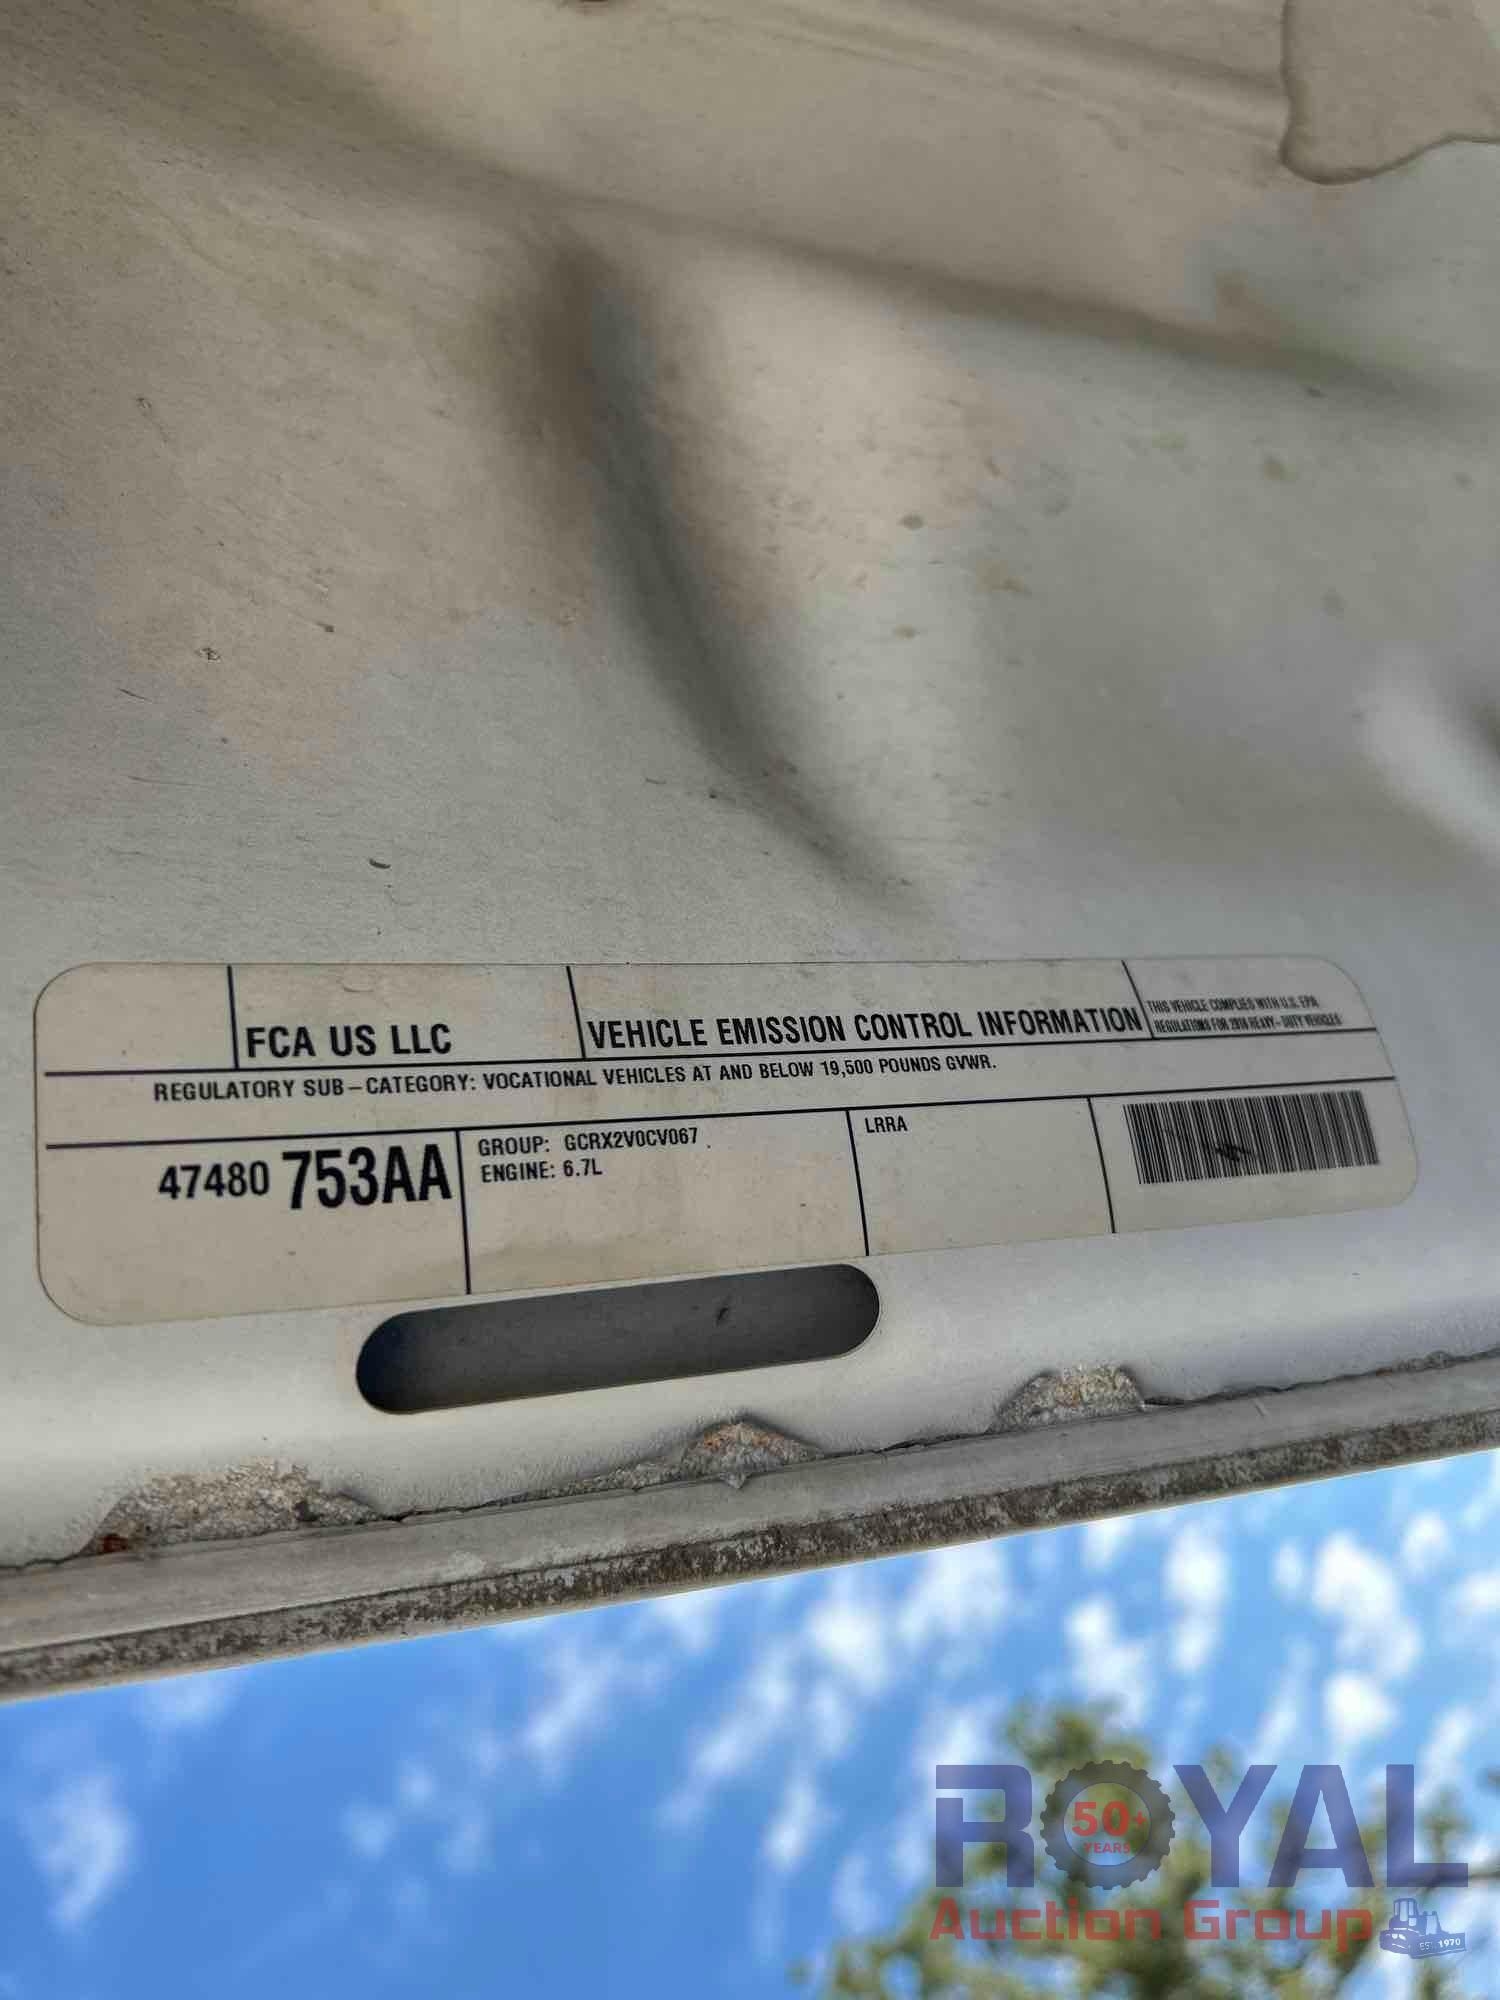 FCA US LLC
VEHICLE EMISSION CONTROL INFORMATION
THIS VEHICLE COMPLIES WITH U.S. EPA
REGULATIONS FOR 2016 HEAVY-DUTY VEHICLES
REGULATORY SUB-CATEGORY: VOCATIONAL VEHICLES AT AND BELOW 19,500 POUNDS GVWR.
47480 753AA
GROUP: GCRX2V0CV067
ENGINE: 6.7L
LRRA
ROYAL
50+
YEARS
Auction Group
EST. 1970